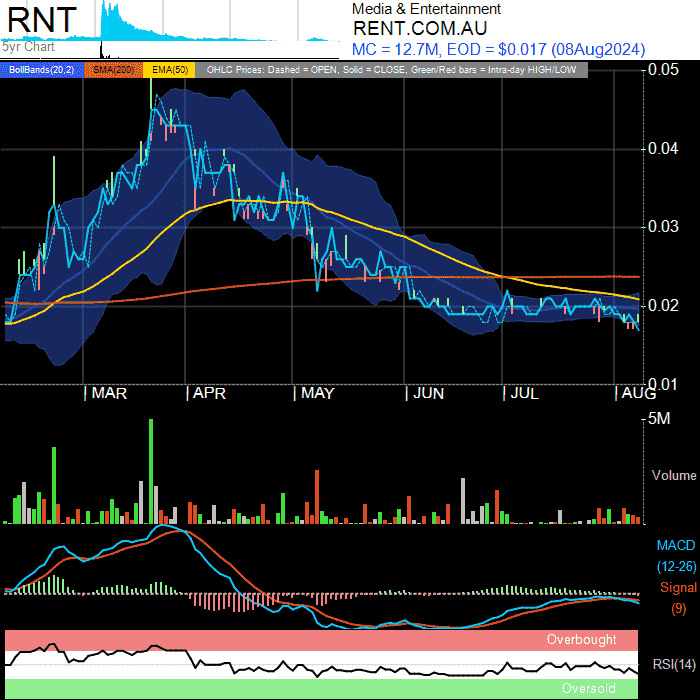 RNT
5yr Chart
Media & Entertainment
RENT.COM.AU
MC = 12.7M, EOD = $0.017 (08Aug2024)
BollBands(20,2) SMA(200) EMA(50) OHLC Prices: Dashed = OPEN, Solid = CLOSE, Green/Red bars = Intra-day HIGH/LOW
0.05
0.04
0.03
0.02
0.01
MAR APR MAY JUN JUL AUG
5M
Volume
MACD
(12-26)
Signal
(9)
Overbought
RSI(14)
Oversold